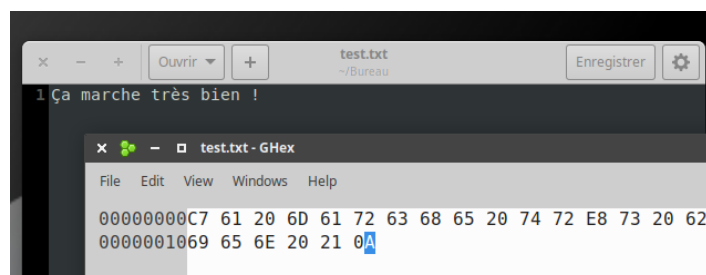 Ouvrir + test.txt Enregistrer
~/Bureau
1 Ça marche très bien !
test.txt - GHex
File Edit View Windows Help
00000000C7 61 20 6D 61 72 63 68 65 20 74 72 E8 73 20 62
0000001069 65 6E 20 21 0A